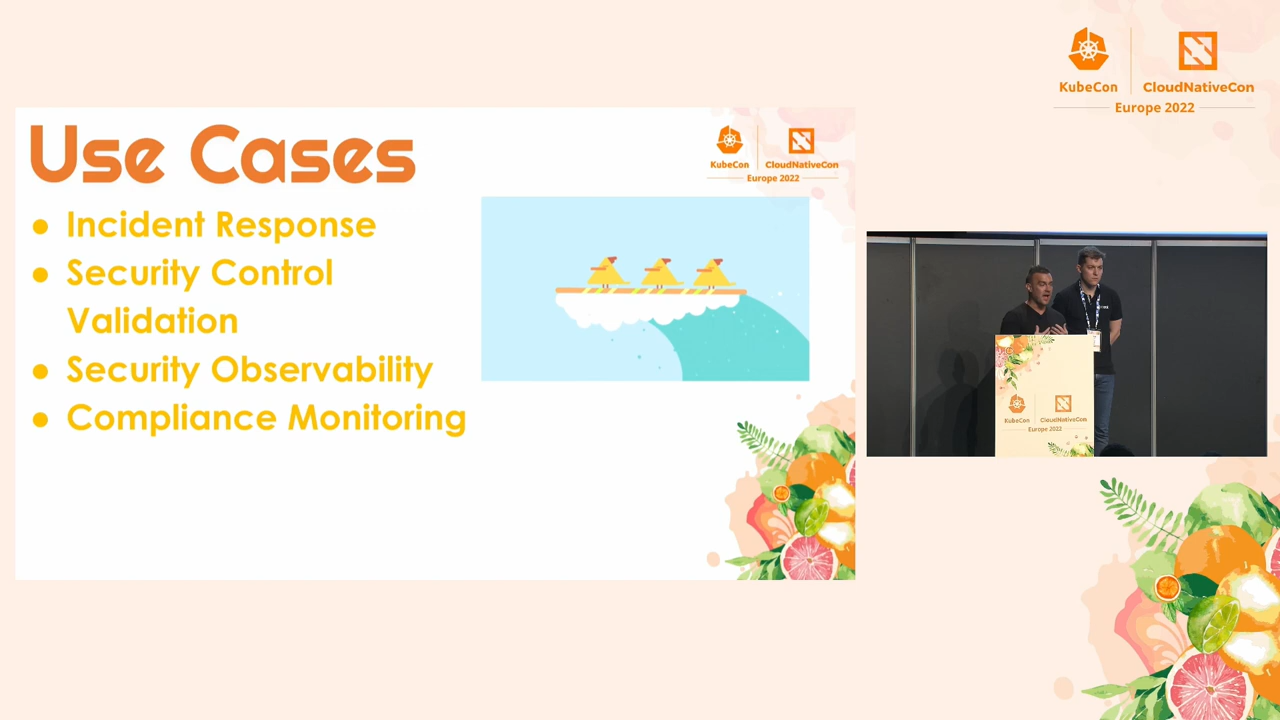 KubeCon
CloudNativeCon
Europe 2022
Use Cases
KubeCon
CloudNativeCon
Europe 2022
● Incident Response
● Security Control
Validation
● Security Observability
● Compliance Monitoring
KubeCon
CloudNativeCon
Europe 2022